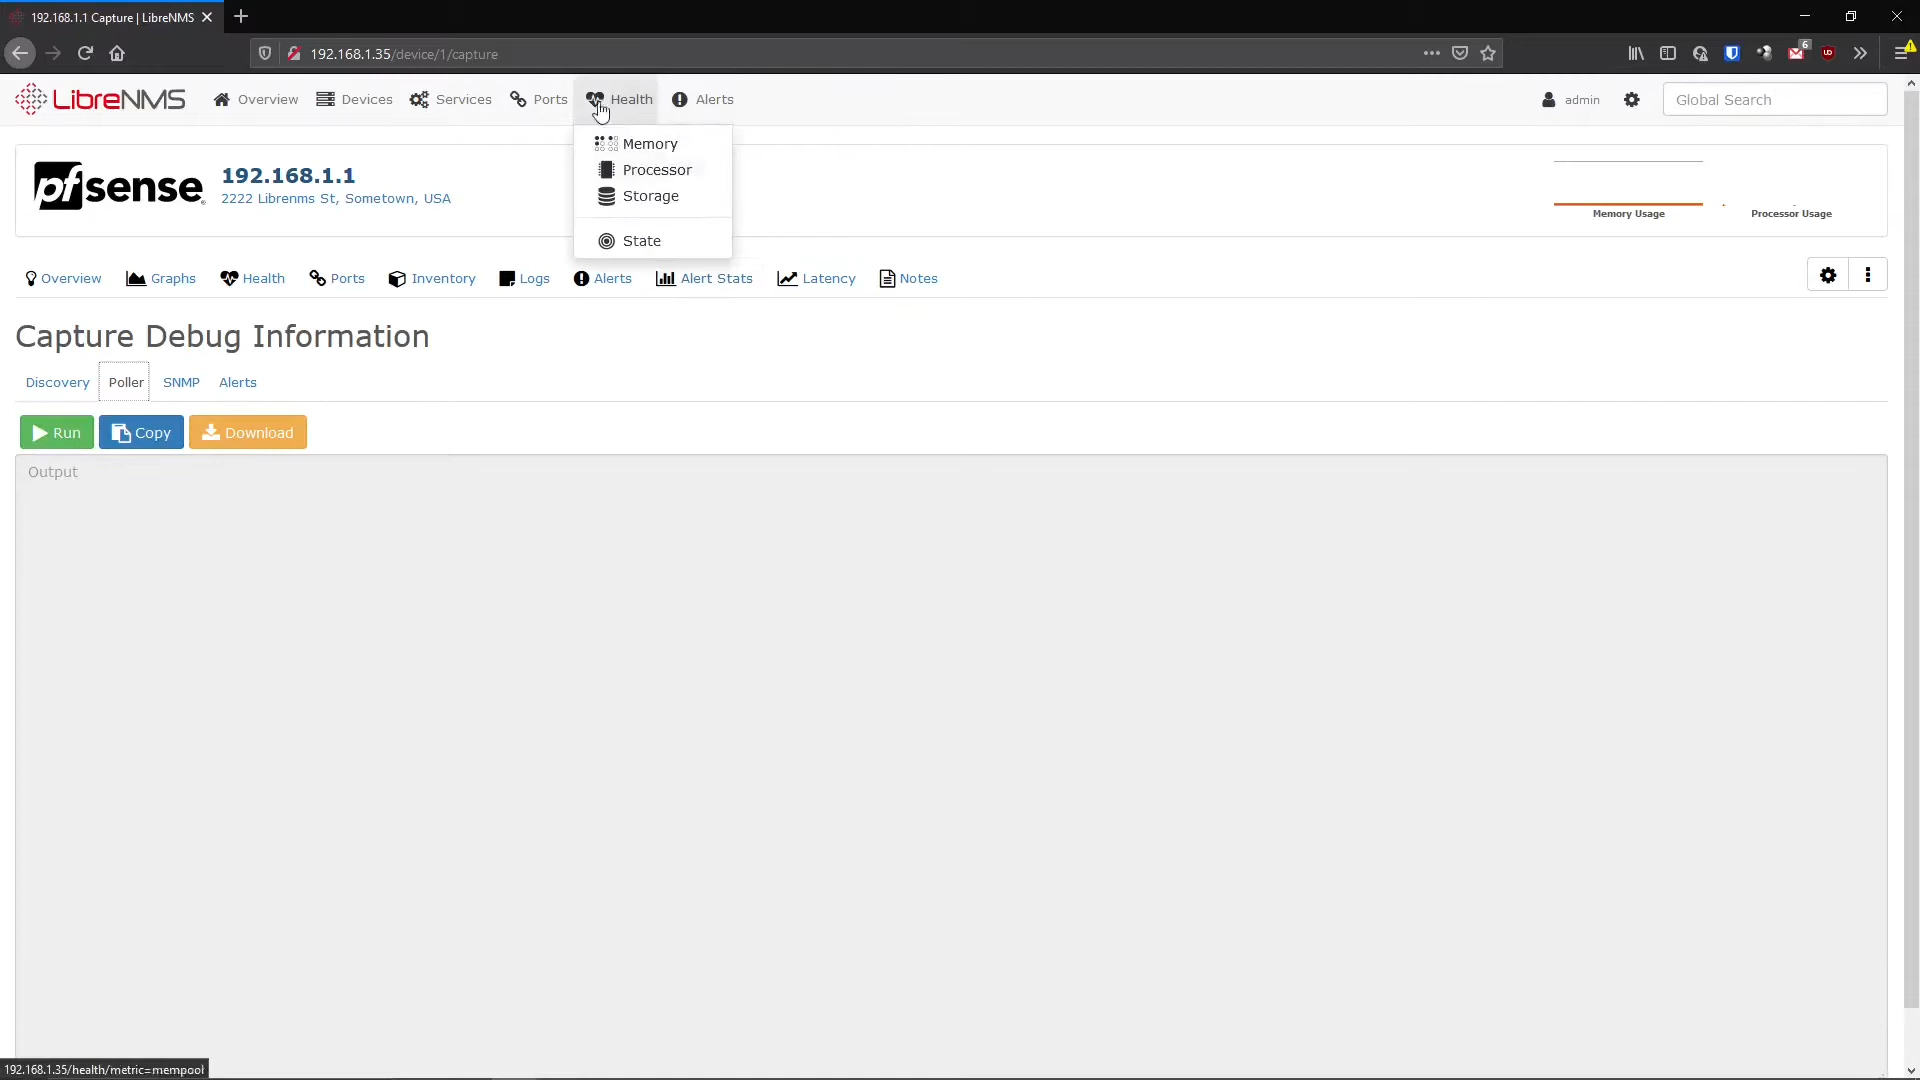 192.168.1.1 Capture | LibreNMS
192.168.1.35/device/1/capture
6
LibreNMS
Overview
Devices
Services
Ports
Health
Alerts
admin
Global Search
Memory
Processor
Storage
State
pfsense
192.168.1.1
2222 Librenms St, Sometown, USA
Memory Usage
Processor Usage
Overview
Graphs
Health
Ports
Inventory
Logs
Alerts
Alert Stats
Latency
Notes
Capture Debug Information
Discovery
Poller
SNMP
Alerts
Run
Copy
Download
Output
192.168.1.35/health/metric=mempool